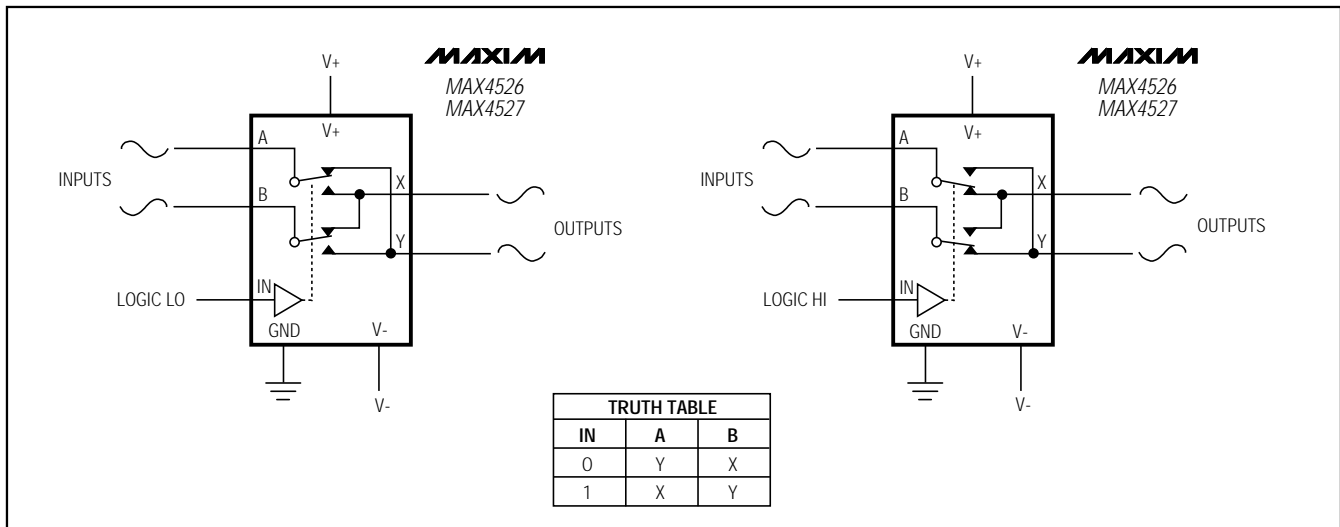 V+
MAXIM
MAX4526
MAX4527
V+
A
INPUTS
B
X
OUTPUTS
Y
LOGIC LO
IN
GND
V-
V-
V+
MAXIM
MAX4526
MAX4527
V+
A
INPUTS
B
X
OUTPUTS
Y
LOGIC HI
IN
GND
V-
V-
TRUTH TABLE
IN A B
0 Y X
1 X Y